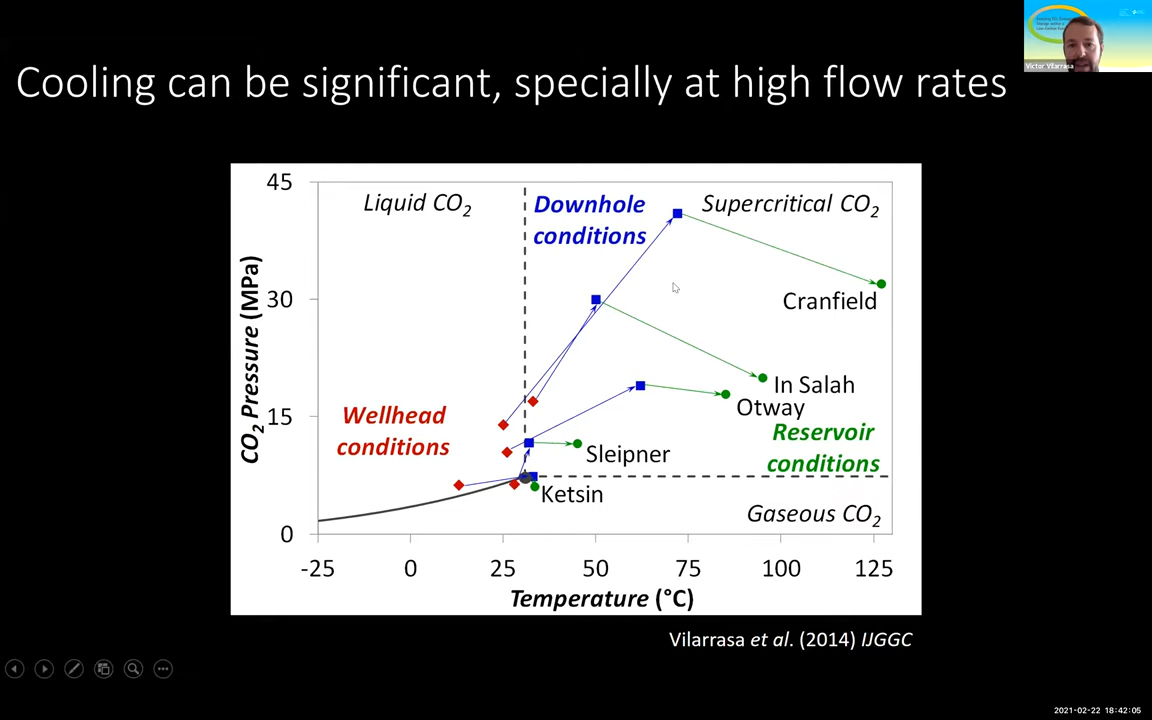 Cooling can be significant, specially at high flow rates
Victor Vilarrasa
45
30
15
0
CO2 Pressure (MPa)
Liquid CO2
Downhole
conditions
Supercritical CO2
Cranfield
In Salah
Otway
Wellhead
conditions
Reservoir
conditions
Sleipner
Ketsin
Gaseous CO2
-25 0 25 50 75 100 125
Temperature (°C)
Vilarrasa et al. (2014) IJGGC
2021-02-22 18:42:05